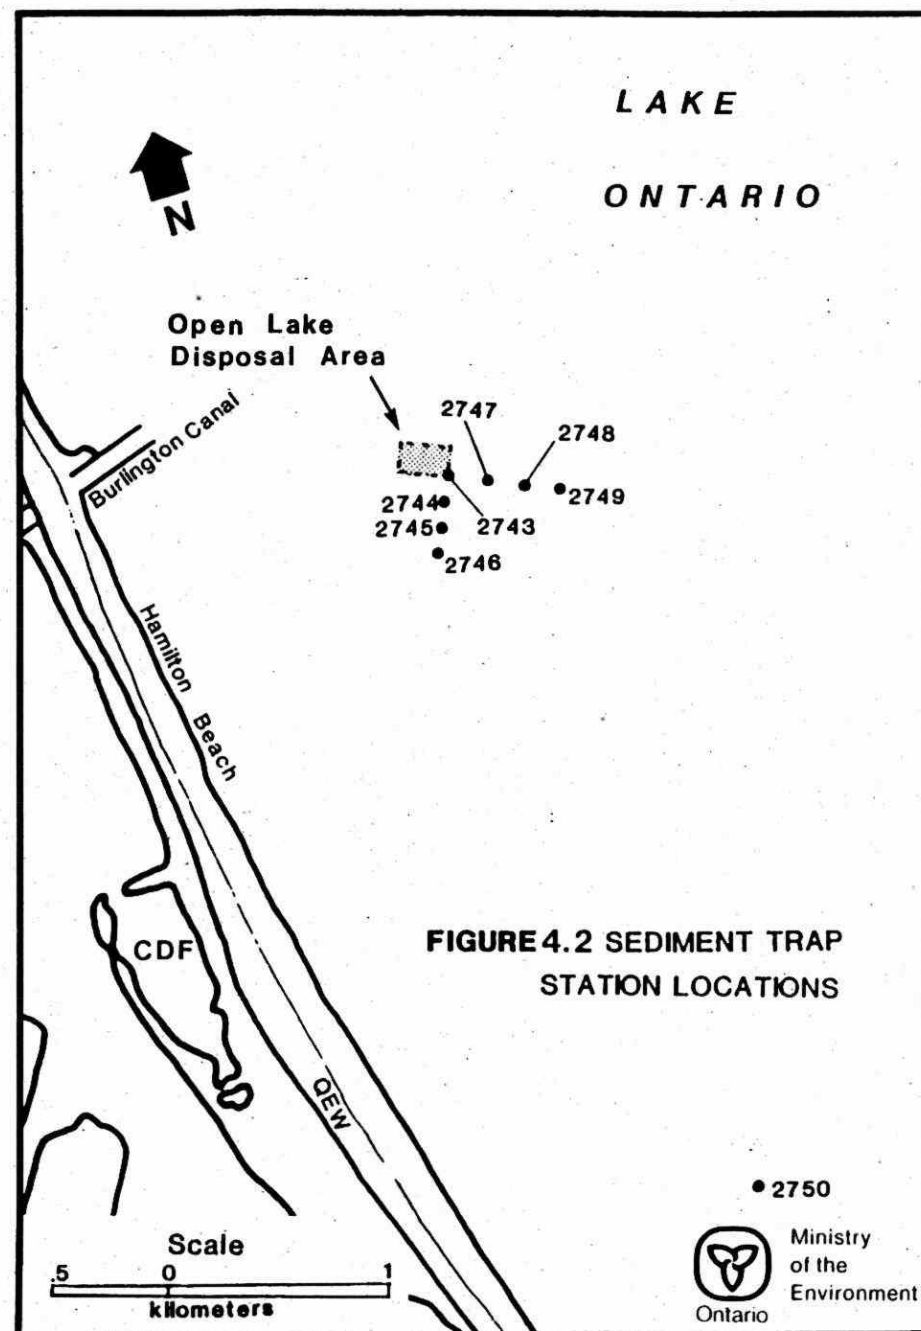 LAKE
ONTARIO
N
Open Lake
Disposal Area
Burlington Canal
2747
2748
2749
2744
2743
2745
2746
Hamilton Beach
FIGURE 4.2 SEDIMENT TRAP
STATION LOCATIONS
CDF
QEW
2750
Scale
.5 0 1
kilometers
Ontario
Ministry
of the
Environment